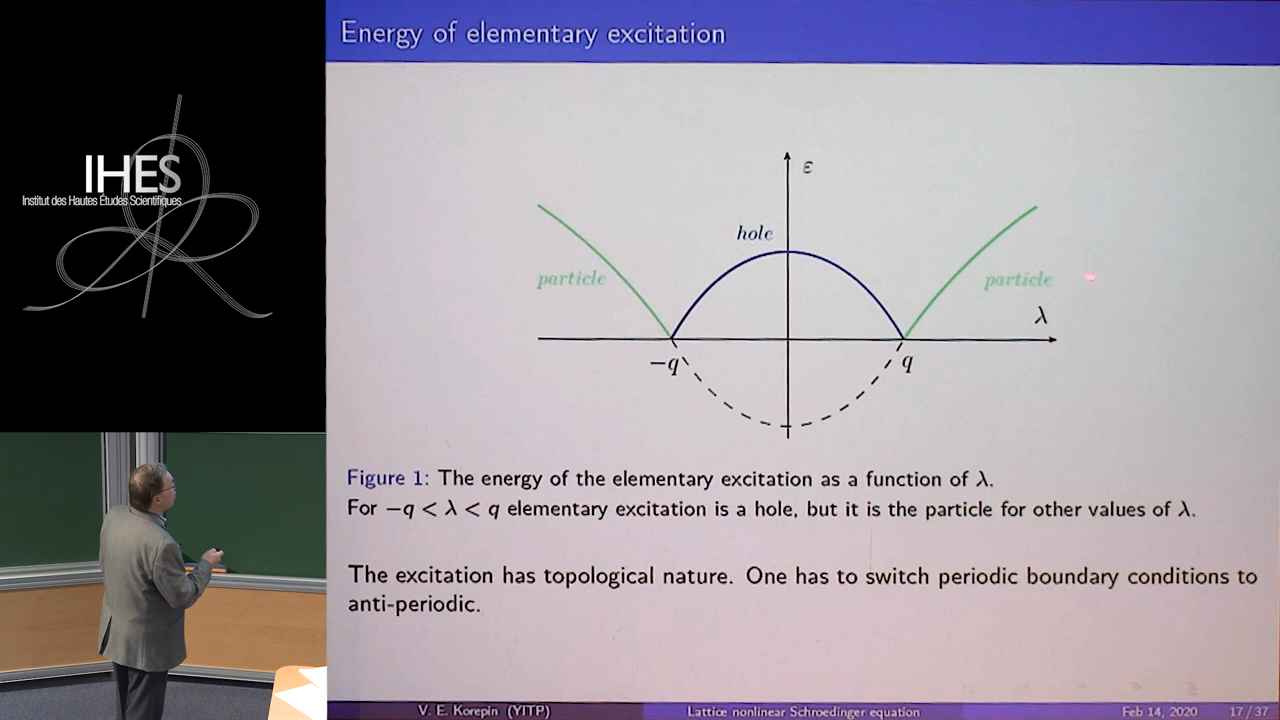 IHES
Institut des Hautes Études Scientifiques
Energy of elementary excitation
ε
hole
particle
particle
λ
−q
q
Figure 1: The energy of the elementary excitation as a function of λ.
For −q < λ < q elementary excitation is a hole, but it is the particle for other values of λ.
The excitation has topological nature. One has to switch periodic boundary conditions to
anti-periodic.
V. E. Korepin (YITP)
Lattice nonlinear Schroedinger equation
Feb 14, 2020
17 / 37